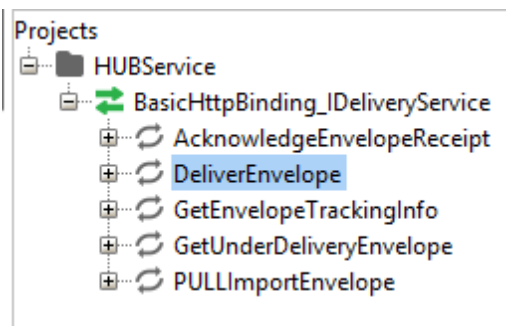 Projects
HUBService
BasicHttpBinding_IDeliveryService
AcknowledgeEnvelopeReceipt
DeliverEnvelope
GetEnvelopeTrackingInfo
GetUnderDeliveryEnvelope
PULLImportEnvelope